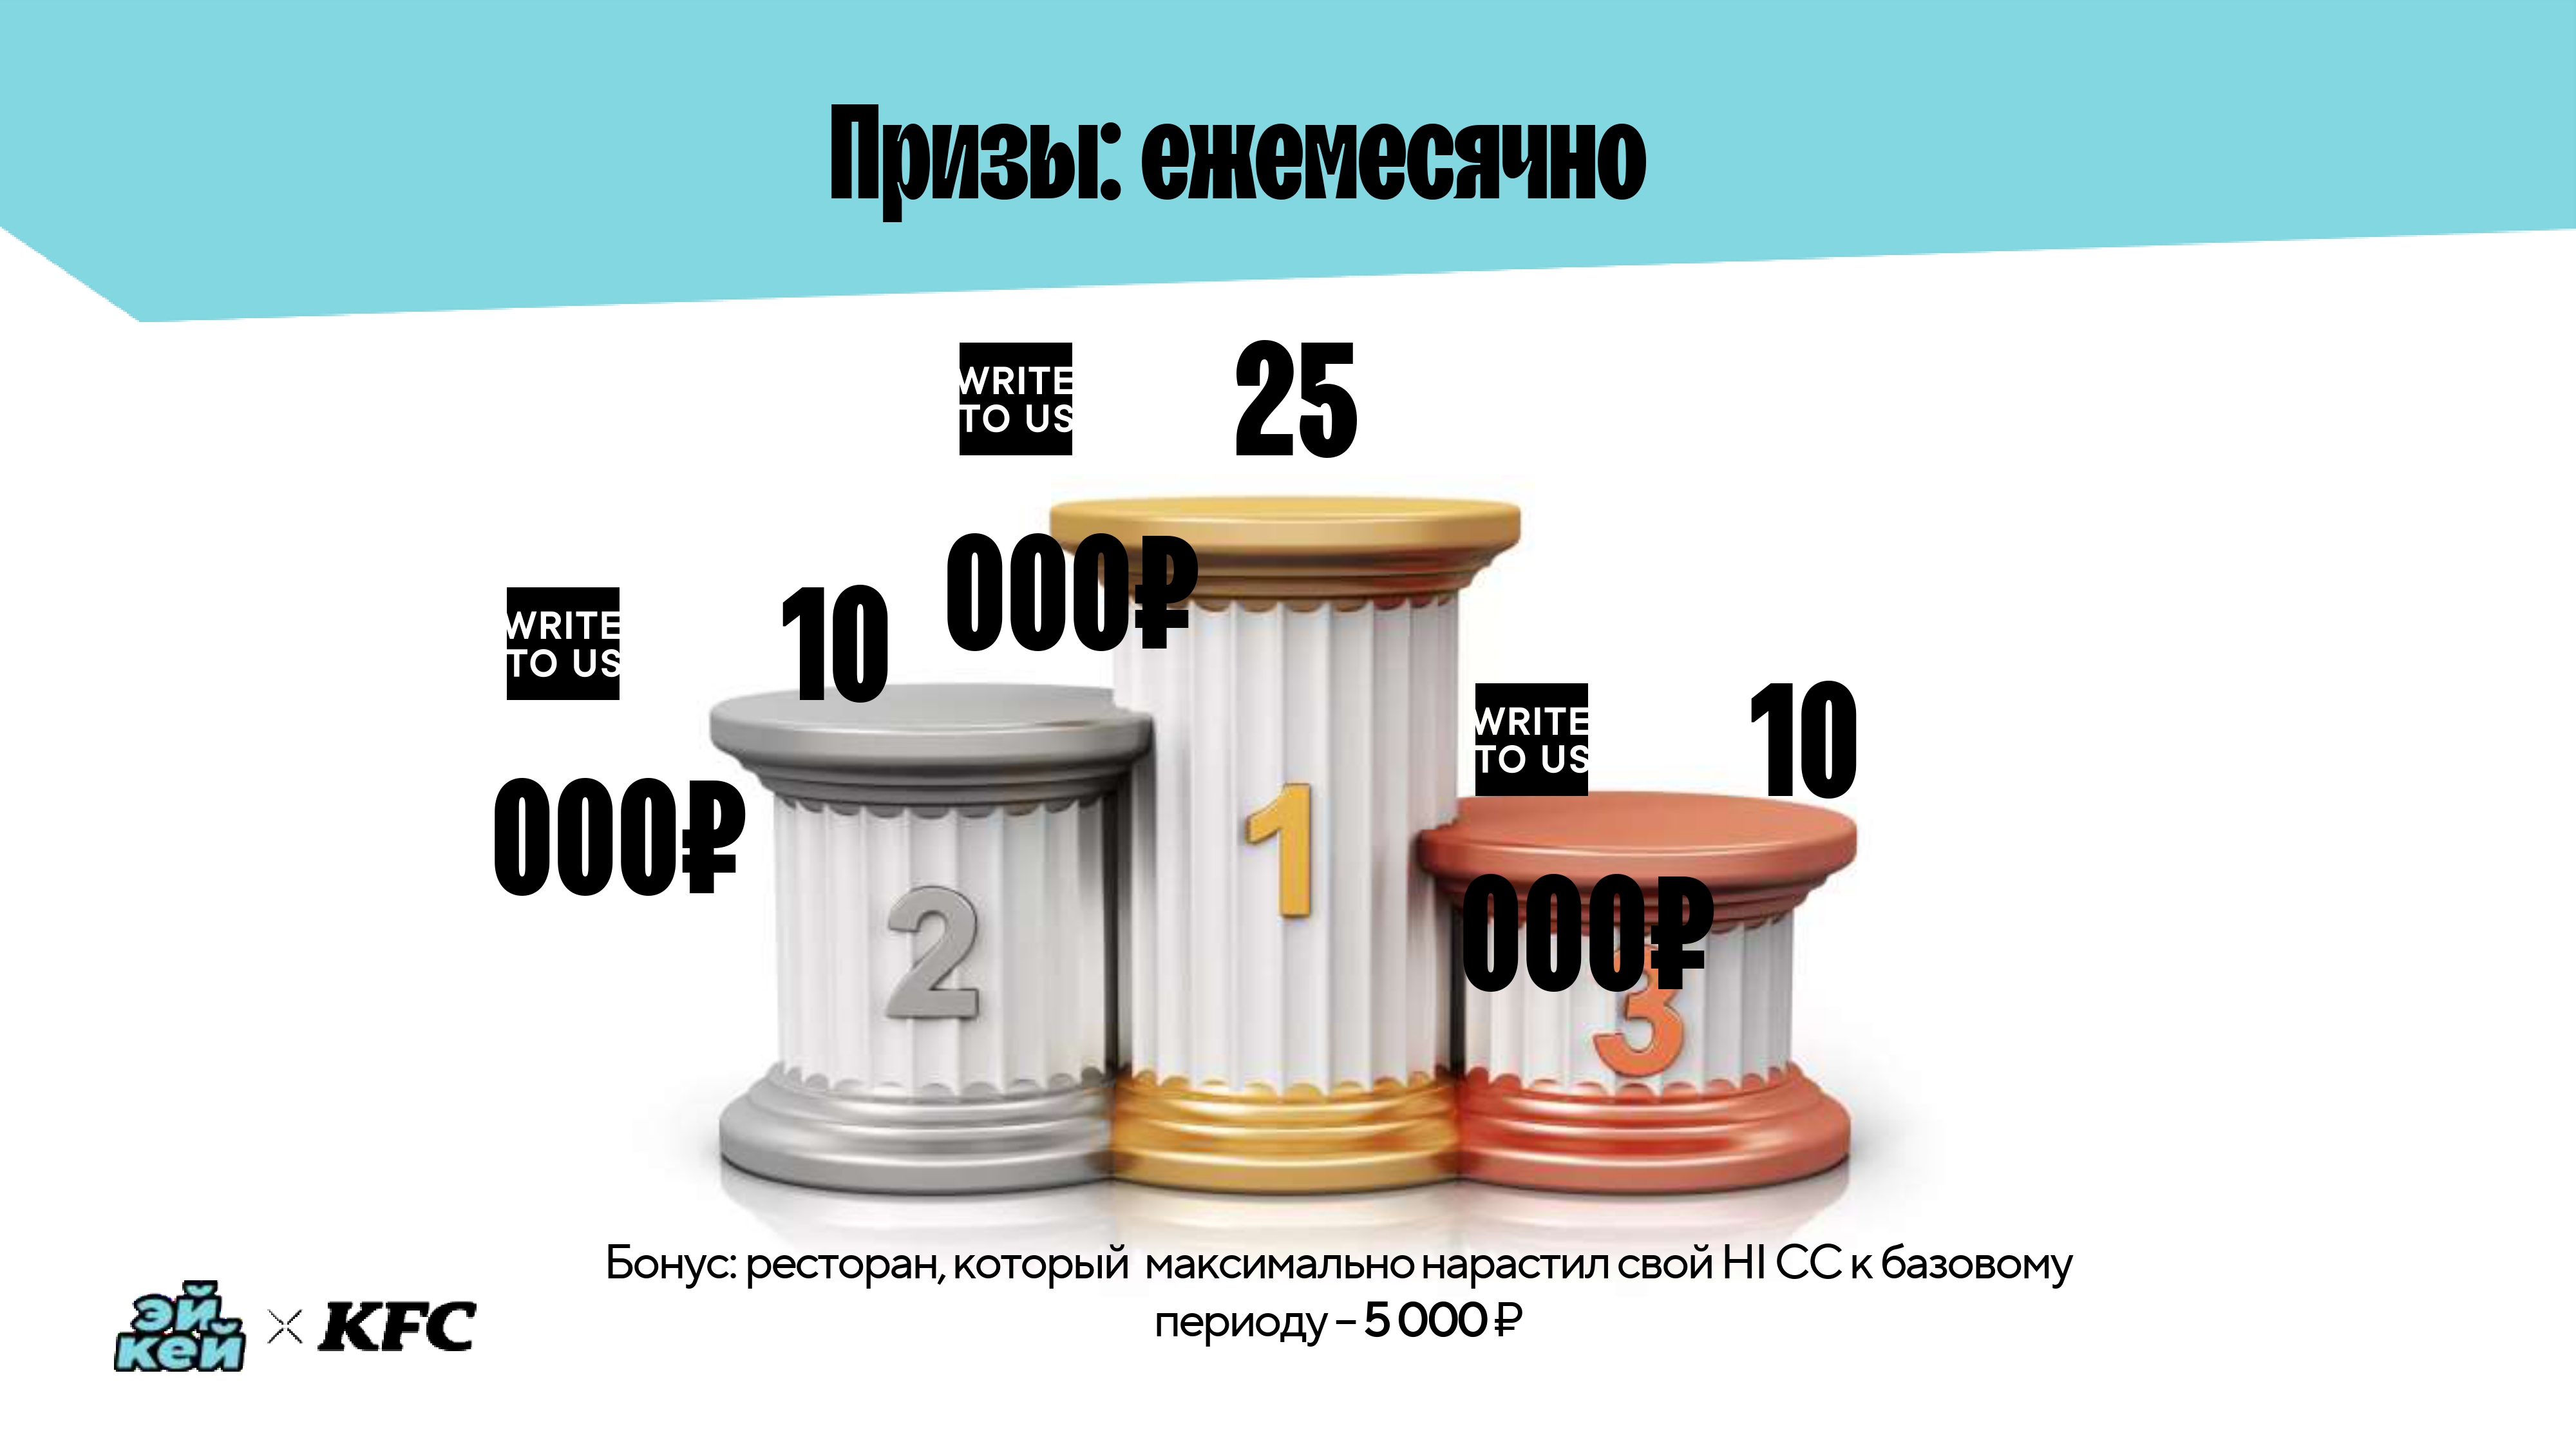 Призы: ежемесячно
WRITE
TO US
25
000₽
WRITE
TO US
10
000₽
WRITE
TO US
10
000₽
1
2
3
Бонус: ресторан, который максимально нарастил свой HI CC к базовому
периоду – 5 000 ₽
эй
кей
KFC